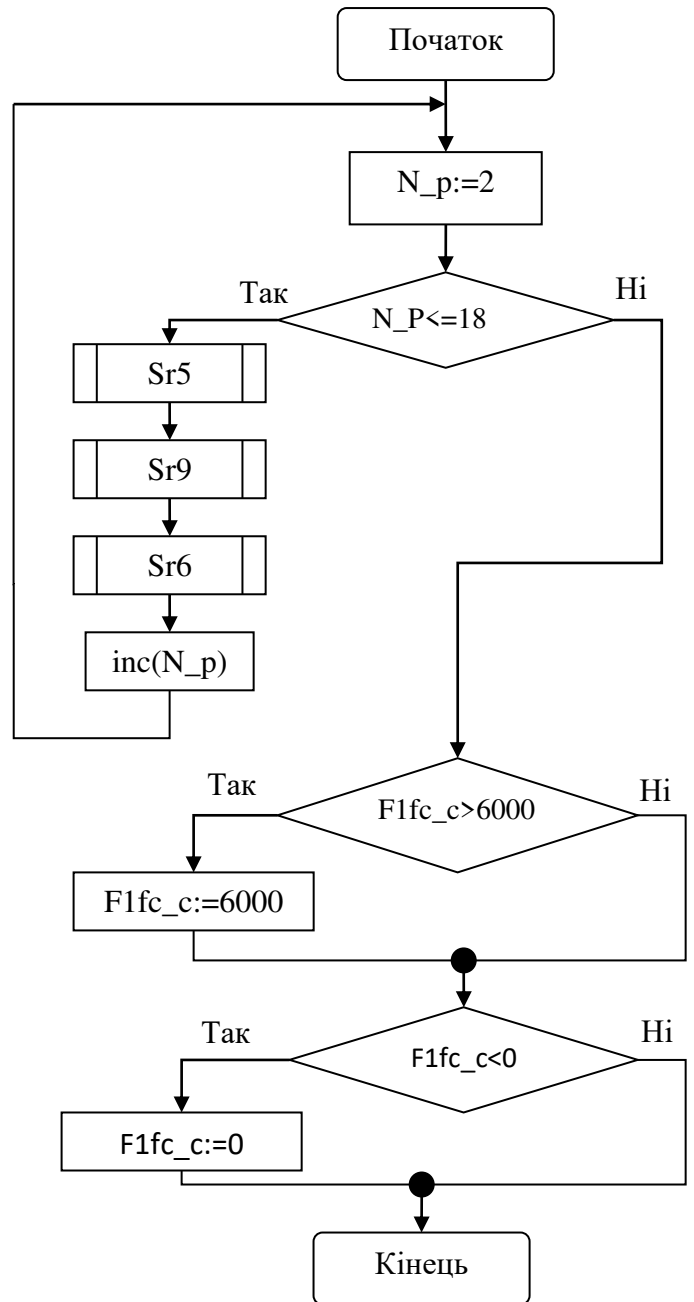 Початок
N_p:=2
Так
Ні
N_P<=18
Sr5
Sr9
Sr6
inc(N_p)
Так
Ні
F1fc_c>6000
F1fc_c:=6000
Так
Ні
F1fc_c<0
F1fc_c:=0
Кінець